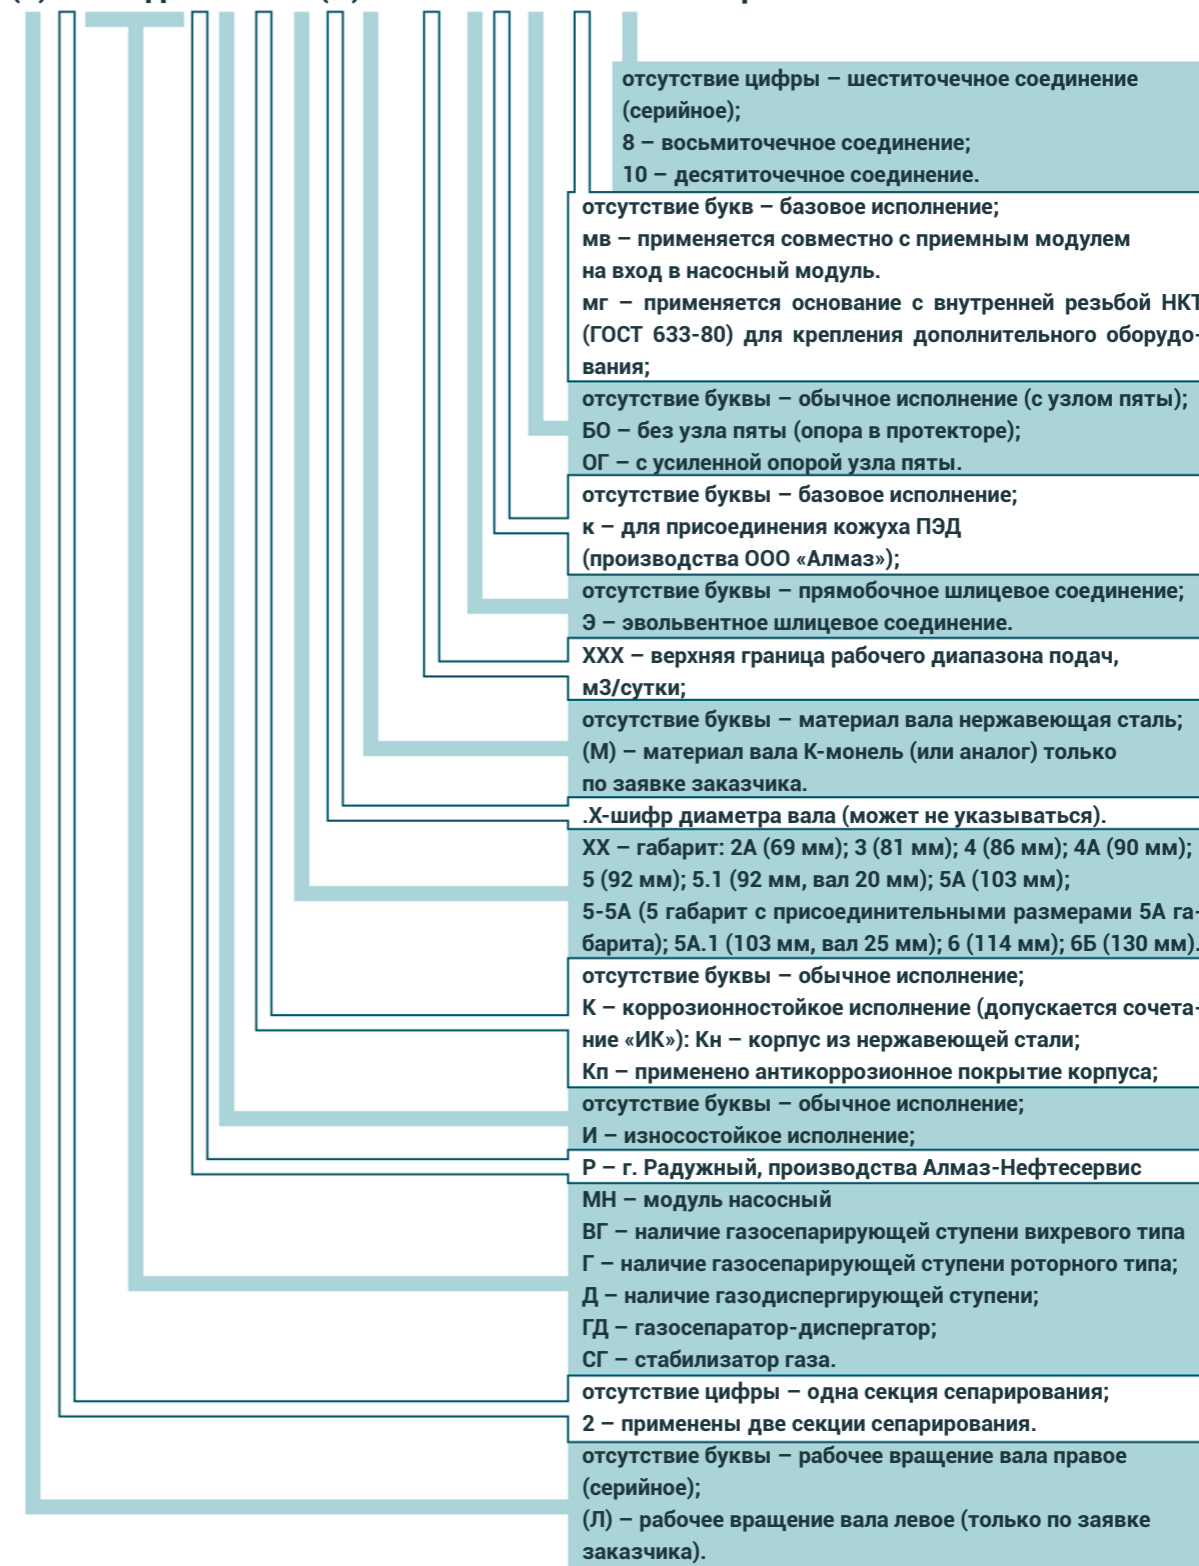 отсутствие цифры – шеститочечное соединение
(серийное);
8 – восьмиточечное соединение;
10 – десятиточечное соединение.
отсутствие букв – базовое исполнение;
мв – применяется совместно с приемным модулем
на вход в насосный модуль.
мг – применяется основание с внутренней резьбой НКТ
(ГОСТ 633-80) для крепления дополнительного оборудо-
вания;
отсутствие буквы – обычное исполнение (с узлом пяты);
БО – без узла пяты (опора в протекторе);
ОГ – с усиленной опорой узла пяты.
отсутствие буквы – базовое исполнение;
к – для присоединения кожуха ПЭД
(производства ООО «Алмаз»);
отсутствие буквы – прямобочное шлицевое соединение;
Э – эвольвентное шлицевое соединение.
ХХХ – верхняя граница рабочего диапазона подач,
м3/сутки;
отсутствие буквы – материал вала нержавеющая сталь;
(М) – материал вала К-монель (или аналог) только
по заявке заказчика.
.Х-шифр диаметра вала (может не указываться).
ХХ – габарит: 2А (69 мм); 3 (81 мм); 4 (86 мм); 4А (90 мм);
5 (92 мм); 5.1 (92 мм, вал 20 мм); 5А (103 мм);
5-5А (5 габарит с присоединительными размерами 5А га-
барита); 5А.1 (103 мм, вал 25 мм); 6 (114 мм); 6Б (130 мм).
отсутствие буквы – обычное исполнение;
К – коррозионностойкое исполнение (допускается сочета-
ние «ИК»): Кн – корпус из нержавеющей стали;
Кп – применено антикоррозионное покрытие корпуса;
отсутствие буквы – обычное исполнение;
И – износостойкое исполнение;
Р – г. Радужный, производства Алмаз-Нефтесервис
МН – модуль насосный
ВГ – наличие газосепарирующей ступени вихревого типа
Г – наличие газосепарирующей ступени роторного типа;
Д – наличие газодиспергирующей ступени;
ГД – газосепаратор-диспергатор;
СГ – стабилизатор газа.
отсутствие цифры – одна секция сепарирования;
2 – применены две секции сепарирования.
отсутствие буквы – рабочее вращение вала правое
(серийное);
(Л) – рабочее вращение вала левое (только по заявке
заказчика).